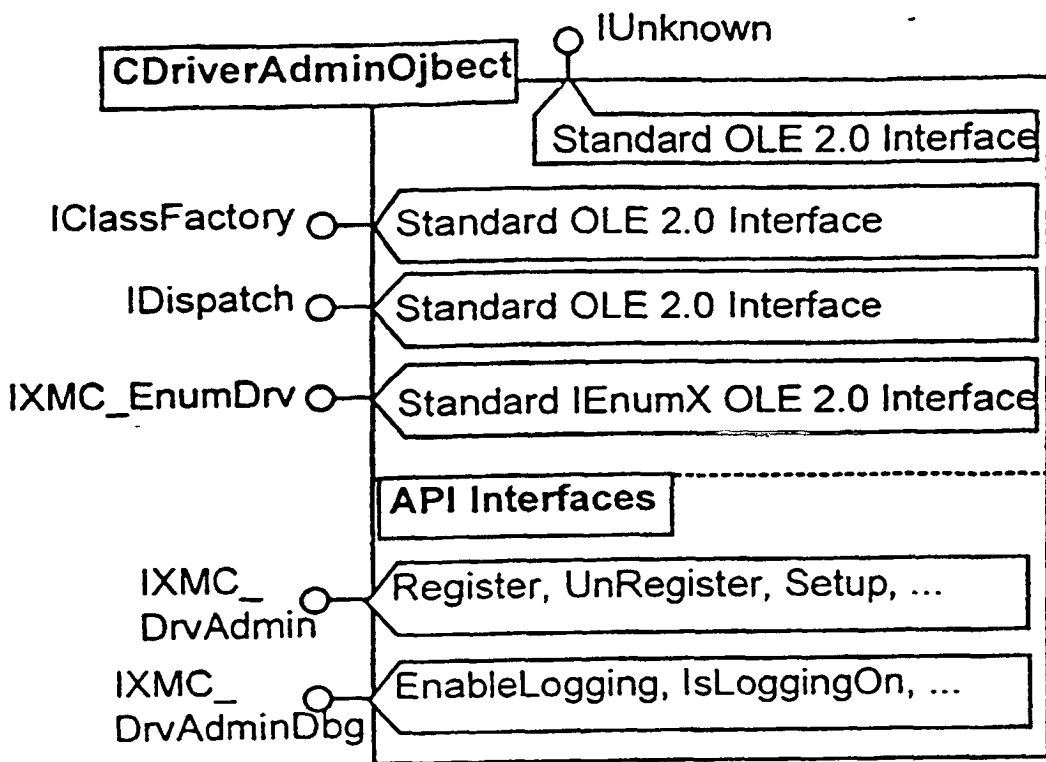 IUnknown
CDriverAdminOjbect
Standard OLE 2.0 Interface
IClassFactory
Standard OLE 2.0 Interface
IDispatch
Standard OLE 2.0 Interface
IXMC_EnumDrv
Standard IEnumX OLE 2.0 Interface
API Interfaces
IXMC_
DrvAdmin
Register, UnRegister, Setup, ...
IXMC_
DrvAdminDbg
EnableLogging, IsLoggingOn, ...